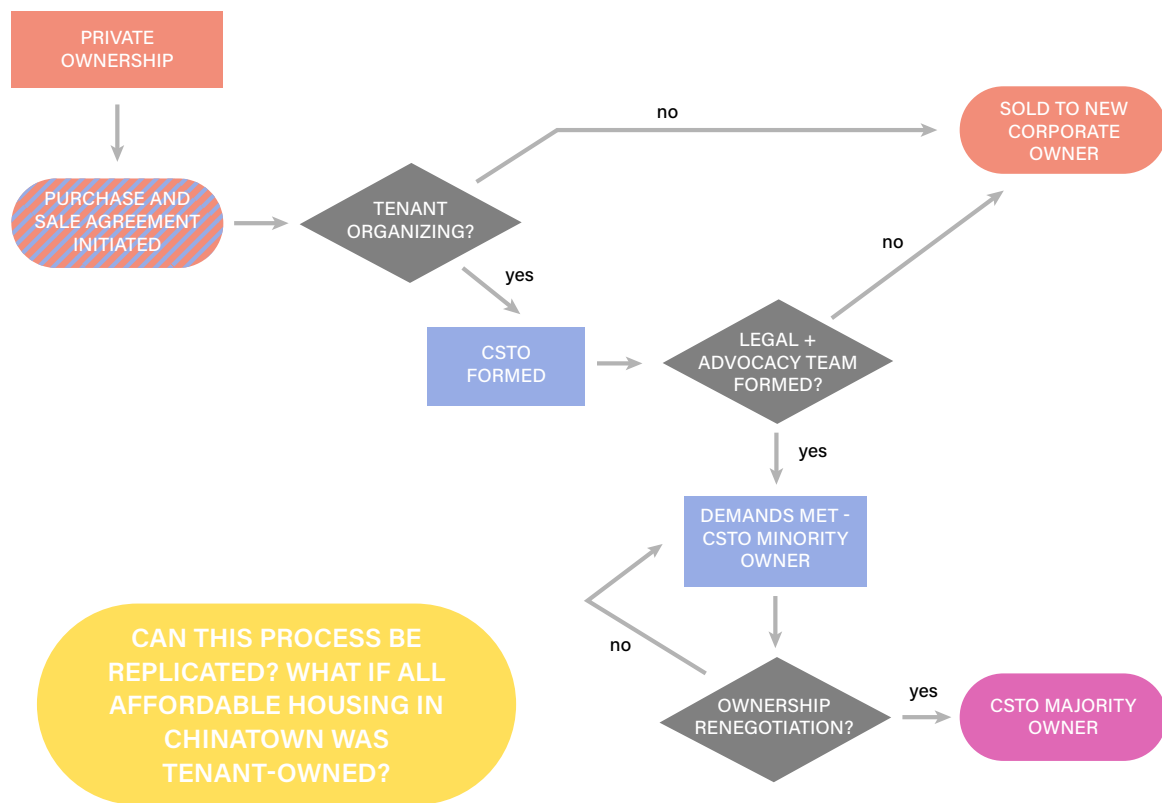 PRIVATE
OWNERSHIP
no
SOLD TO NEW
CORPORATE
OWNER
PURCHASE AND
SALE AGREEMENT
INITIATED
TENANT
ORGANIZING?
no
yes
CSTO
FORMED
LEGAL +
ADVOCACY TEAM
FORMED?
yes
DEMANDS MET -
CSTO MINORITY
OWNER
no
OWNERSHIP
RENEGOTIATION?
yes
CSTO MAJORITY
OWNER
CAN THIS PROCESS BE
REPLICATED? WHAT IF ALL
AFFORDABLE HOUSING IN
CHINATOWN WAS
TENANT-OWNED?